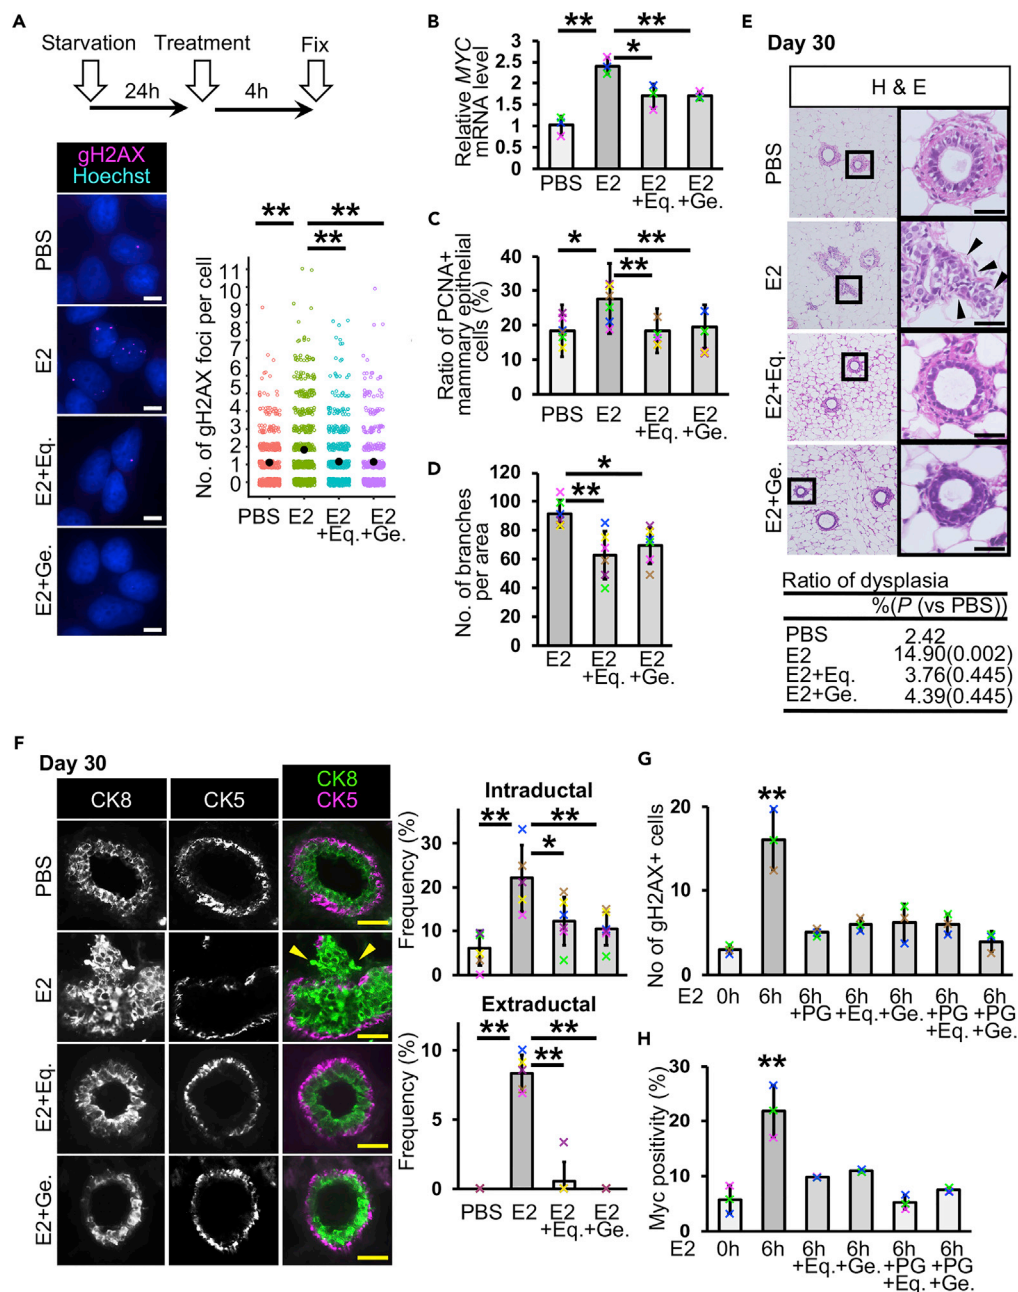 A
Starvation Treatment Fix
24h 4h
gH2AX
Hoechst
PBS
E2
E2+Eq.
E2+Ge.
No. of gH2AX foci per cell
** **
**
11
10
9
8
7
6
5
4
3
2
1
0
PBS E2 E2 E2
+Eq. +Ge.
B
Relative MYC
mRNA level
** **
*
3
2.5
2
1.5
1
0.5
0
PBS E2 E2 E2
+Eq. +Ge.
C
Ratio of PCNA+
mammary epithelial
cells (%)
* **
**
40
30
20
10
0
PBS E2 E2 E2
+Eq. +Ge.
D
No. of branches
per area
*
**
120
100
80
60
40
20
0
E2 E2 E2
+Eq. +Ge.
E
Day 30
H & E
PBS
E2
E2+Eq.
E2+Ge.
Ratio of dysplasia
%(P (vs PBS))
PBS 2.42
E2 14.90(0.002)
E2+Eq. 3.76(0.445)
E2+Ge. 4.39(0.445)
F
Day 30
CK8 CK5 CK8
CK5
PBS
E2
E2+Eq.
E2+Ge.
Intraductal
Frequency (%)
** **
*
30
20
10
0
Extraductal
Frequency (%)
** **
**
10
5
0
PBS E2 E2 E2
+Eq. +Ge.
G
No of gH2AX+ cells
**
20
10
0
E2 0h 6h 6h 6h 6h 6h 6h
+PG +Eq. +Ge. +PG +PG
+Eq. +Ge.
H
Myc positivity (%)
**
30
20
10
0
E2 0h 6h 6h 6h 6h 6h
+Eq. +Ge. +PG +PG
+Eq. +Ge.